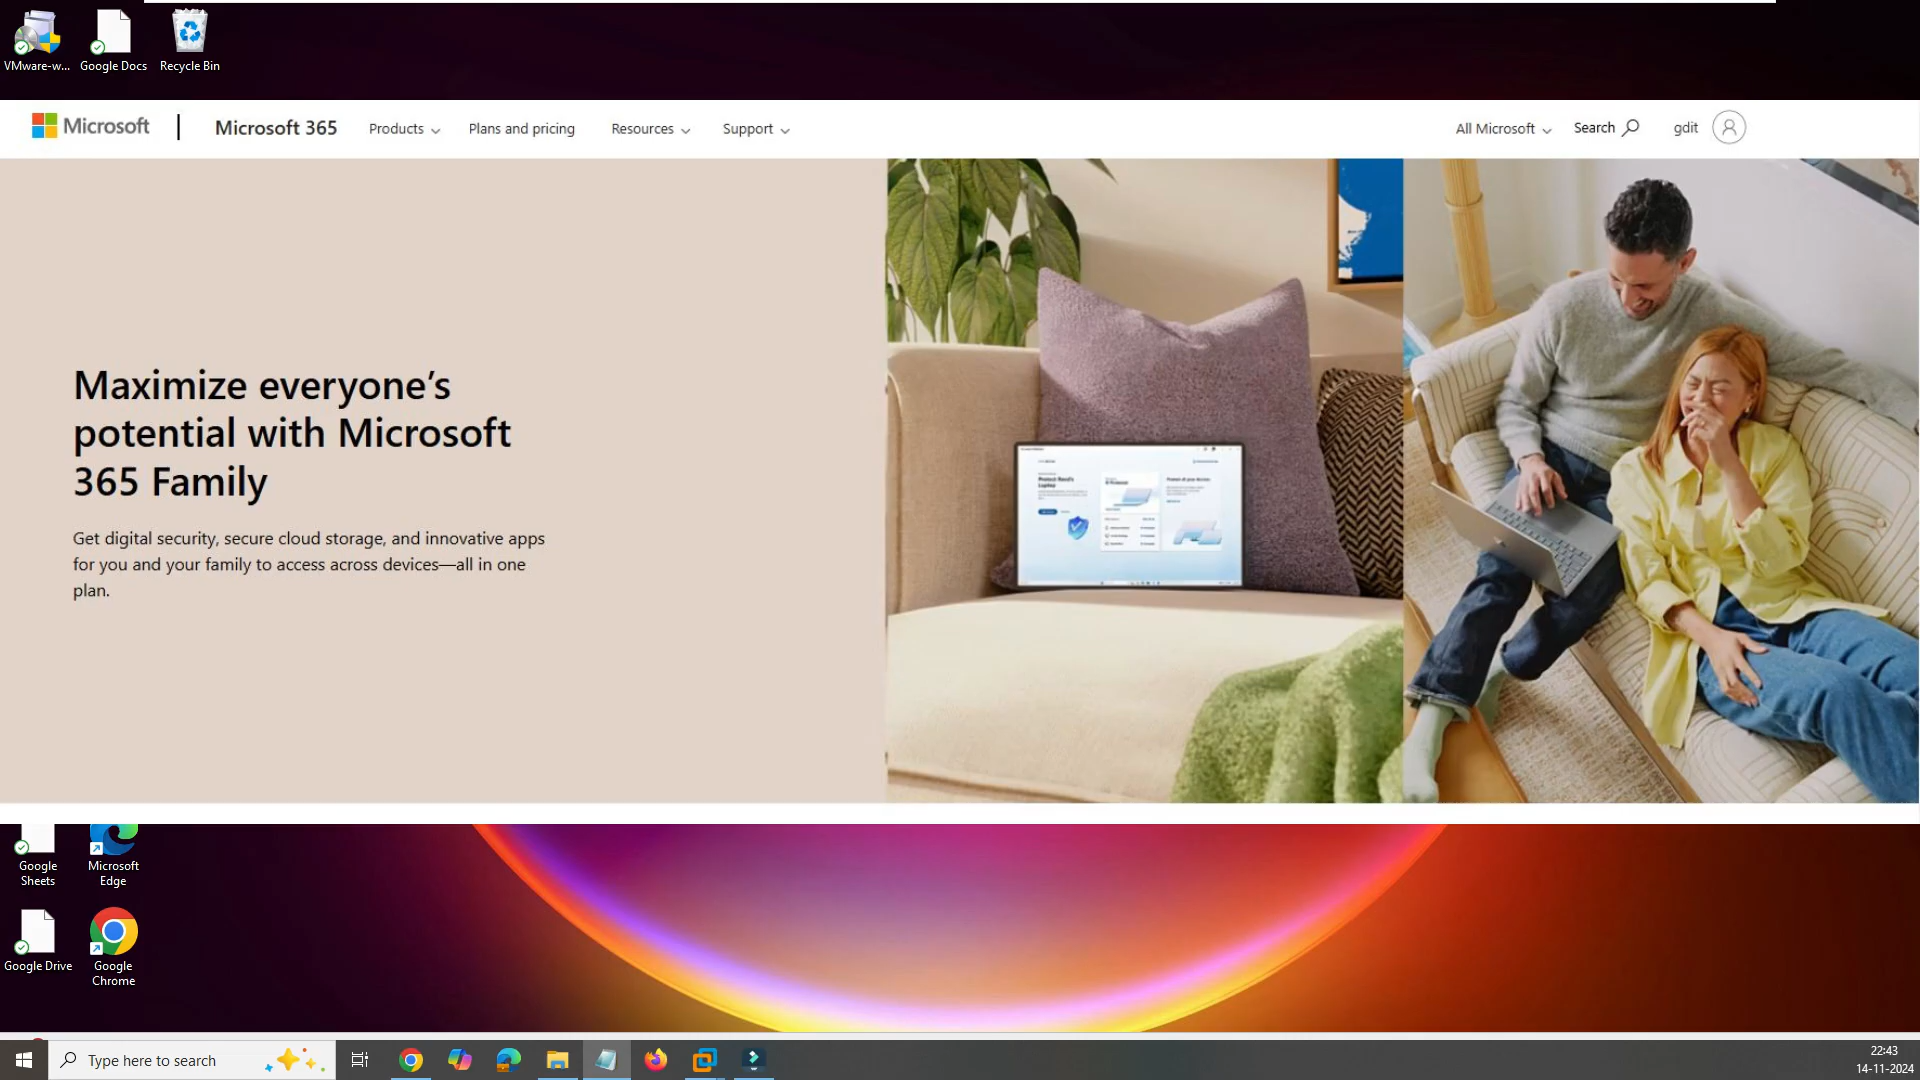 VMware-w...
Google Docs
Recycle Bin
Microsoft
Microsoft 365
Products
Plans and pricing
Resources
Support
All Microsoft
Search
gdit
Maximize everyone’s
potential with Microsoft
365 Family
Get digital security, secure cloud storage, and innovative apps
for you and your family to access across devices—all in one
plan.
Google
Sheets
Microsoft
Edge
Google Drive
Google
Chrome
Type here to search
22:43
14-11-2024